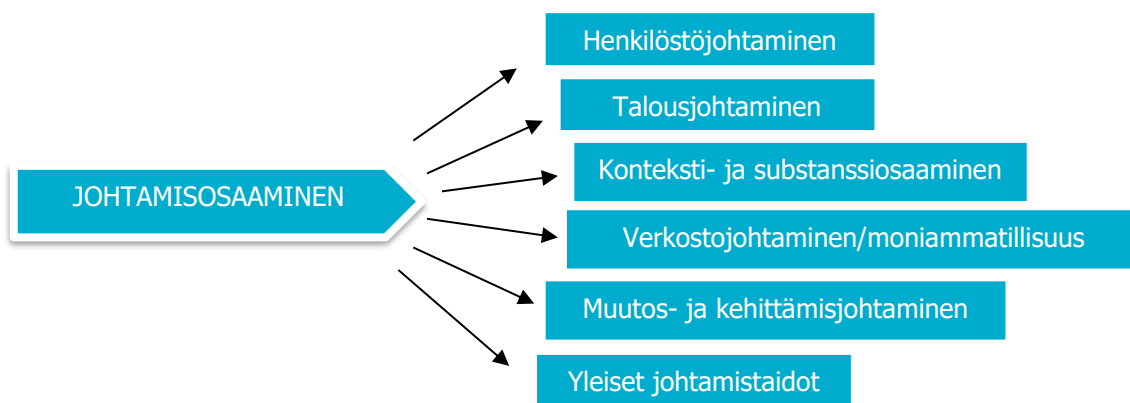 Henkilöstöjohtaminen
Talousjohtaminen
Konteksti- ja substanssiosaaminen
JOHTAMISOSAAMINEN
Verkostojohtaminen/moniammatillisuus
Muutos- ja kehittämisjohtaminen
Yleiset johtamistaidot